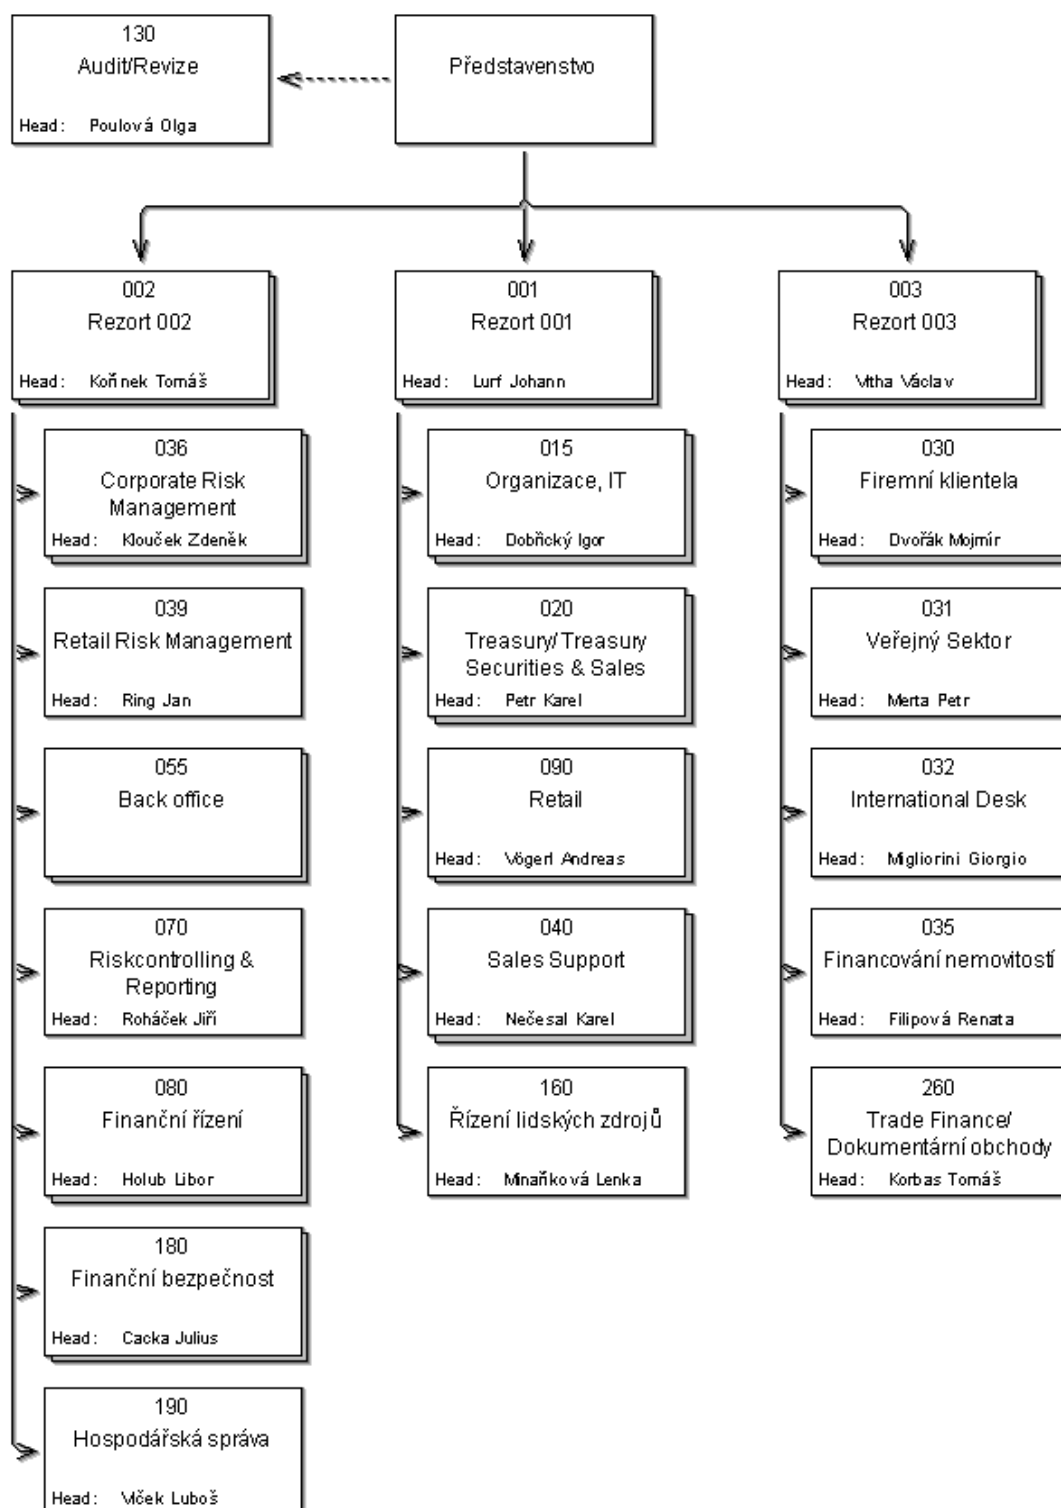 130
Audit/Revize
Head: Poulová Olga
Představenstvo
002
Rezort 002
Head: Kořínek Tomáš
001
Rezort 001
Head: Lurf Johann
003
Rezort 003
Head: Vitha Václav
036
Corporate Risk
Management
Head: Klouček Zdeněk
039
Retail Risk Management
Head: Ring Jan
055
Back office
070
Riskcontrolling &
Reporting
Head: Roháček Jiří
080
Finanční řízení
Head: Holub Libor
180
Finanční bezpečnost
Head: Cacka Julius
190
Hospodářská správa
Head: Vlček Luboš
015
Organizace, IT
Head: Dobřický Igor
020
Treasury/ Treasury
Securities & Sales
Head: Petr Karel
090
Retail
Head: Vögerl Andreas
040
Sales Support
Head: Nečesal Karel
160
Řízení lidských zdrojů
Head: Minaříková Lenka
030
Firemní klientela
Head: Dvořák Mojmír
031
Veřejný Sektor
Head: Merta Petr
032
International Desk
Head: Migliorini Giorgio
035
Financování nemovitostí
Head: Filipová Renata
260
Trade Finance/
Dokumentární obchody
Head: Korbas Tomáš